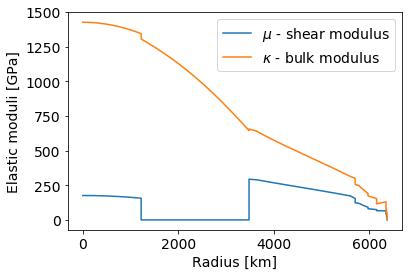 μ - shear modulus
κ - bulk modulus
Elastic moduli [GPa]
1500
1250
1000
750
500
250
0
0 2000 4000 6000
Radius [km]